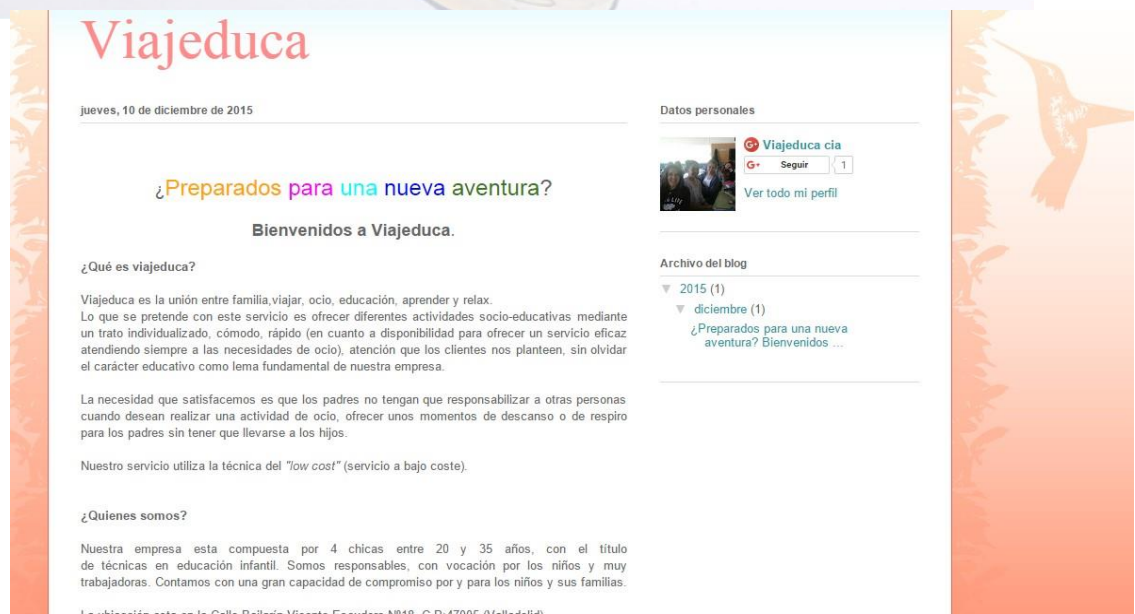 Viajeduca
jueves, 10 de diciembre de 2015
¿Preparados para una nueva aventura?
Bienvenidos a Viajeduca.
¿Qué es viajeduca?
Viajeduca es la unión entre familia,viajar, ocio, educación, aprender y relax.
Lo que se pretende con este servicio es ofrecer diferentes actividades socio-educativas mediante
un trato individualizado, cómodo, rápido (en cuanto a disponibilidad para ofrecer un servicio eficaz
atendiendo siempre a las necesidades de ocio), atención que los clientes nos planteen, sin olvidar
el carácter educativo como lema fundamental de nuestra empresa.
La necesidad que satisfacemos es que los padres no tengan que responsabilizar a otras personas
cuando desean realizar una actividad de ocio, ofrecer unos momentos de descanso o de respiro
para los padres sin tener que llevarse a los hijos.
Nuestro servicio utiliza la técnica del "low cost" (servicio a bajo coste).
¿Quienes somos?
Nuestra empresa esta compuesta por 4 chicas entre 20 y 35 años, con el título
de técnicas en educación infantil. Somos responsables, con vocación por los niños y muy
trabajadoras. Contamos con una gran capacidad de compromiso por y para los niños y sus familias.
Datos personales
Viajeduca cia
G+ Seguir 1
Ver todo mi perfil
Archivo del blog
▼ 2015 (1)
▼ diciembre (1)
¿Preparados para una nueva
aventura? Bienvenidos ...